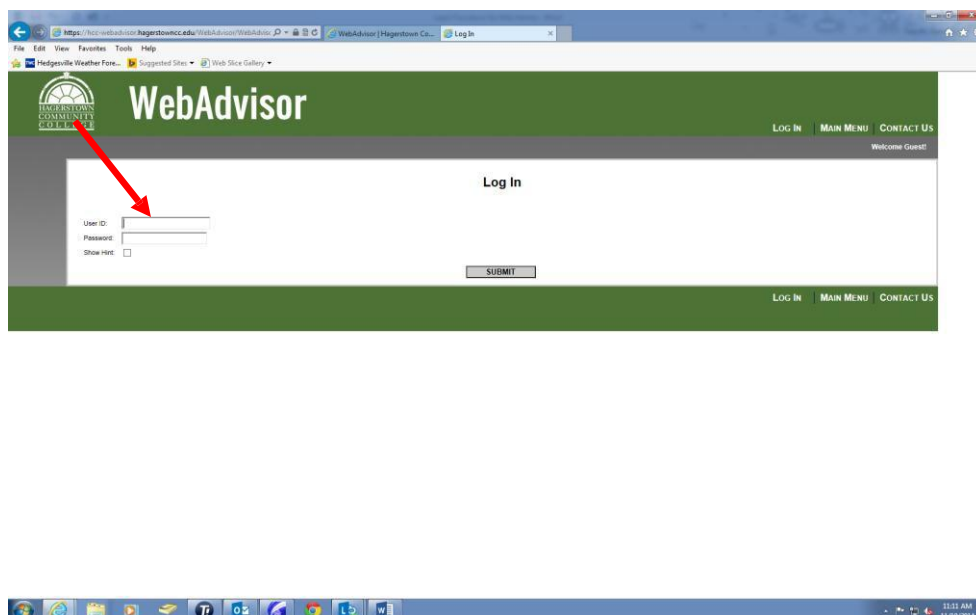 https://hcc-webadvisor.hagerstowncc.edu/WebAdvisor/WebAdvis
WebAdvisor | Hagerstown Co...
Log In
File Edit View Favorites Tools Help
Hedgesville Weather Fore... Suggested Sites Web Slice Gallery
HAGERSTOWN
COMMUNITY
COLLEGE
WebAdvisor
LOG IN MAIN MENU CONTACT US
Welcome Guest!
Log In
User ID:
Password:
Show Hint:
SUBMIT
LOG IN MAIN MENU CONTACT US
11:11 AM